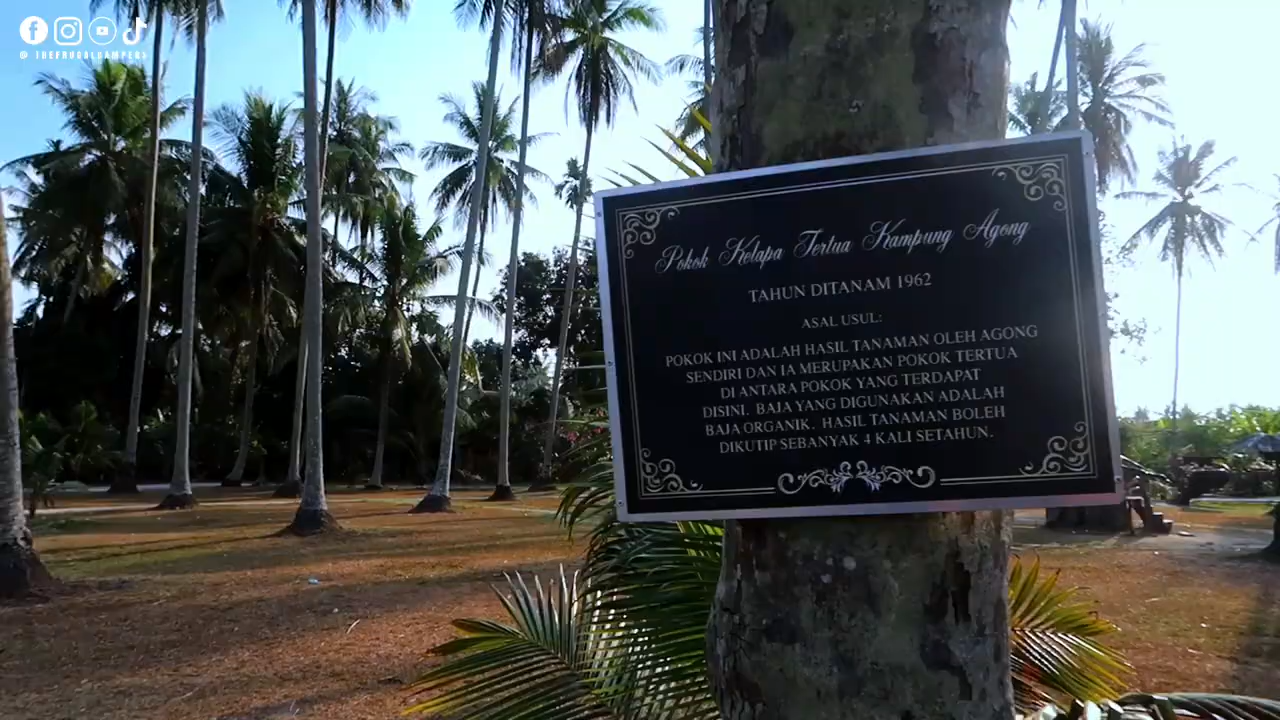 @ THEFRUGALCAMPERS
Pokok Kelapa Tertua Kampung Agong
TAHUN DITANAM 1962
ASAL USUL:
POKOK INI ADALAH HASIL TANAMAN OLEH AGONG
SENDIRI DAN IA MERUPAKAN POKOK TERTUA
DI ANTARA POKOK YANG TERDAPAT
DISINI. BAJA YANG DIGUNAKAN ADALAH
BAJA ORGANIK. HASIL TANAMAN BOLEH
DIKUTIP SEBANYAK 4 KALI SETAHUN.